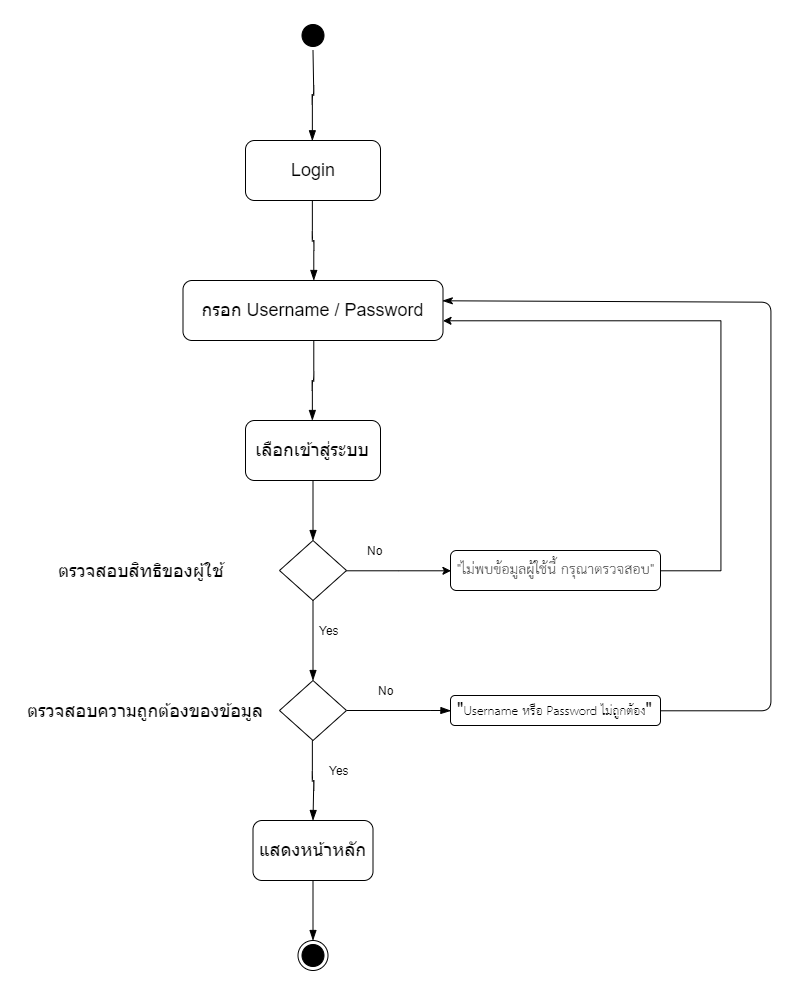 Login
กรอก Username / Password
เลือกเข้าสู่ระบบ
No
ตรวจสอบสิทธิของผู้ใช้
"ไม่พบข้อมูลผู้ใช้นี้ กรุณาตรวจสอบ"
Yes
No
ตรวจสอบความถูกต้องของข้อมูล
"Username หรือ Password ไม่ถูกต้อง"
Yes
แสดงหน้าหลัก